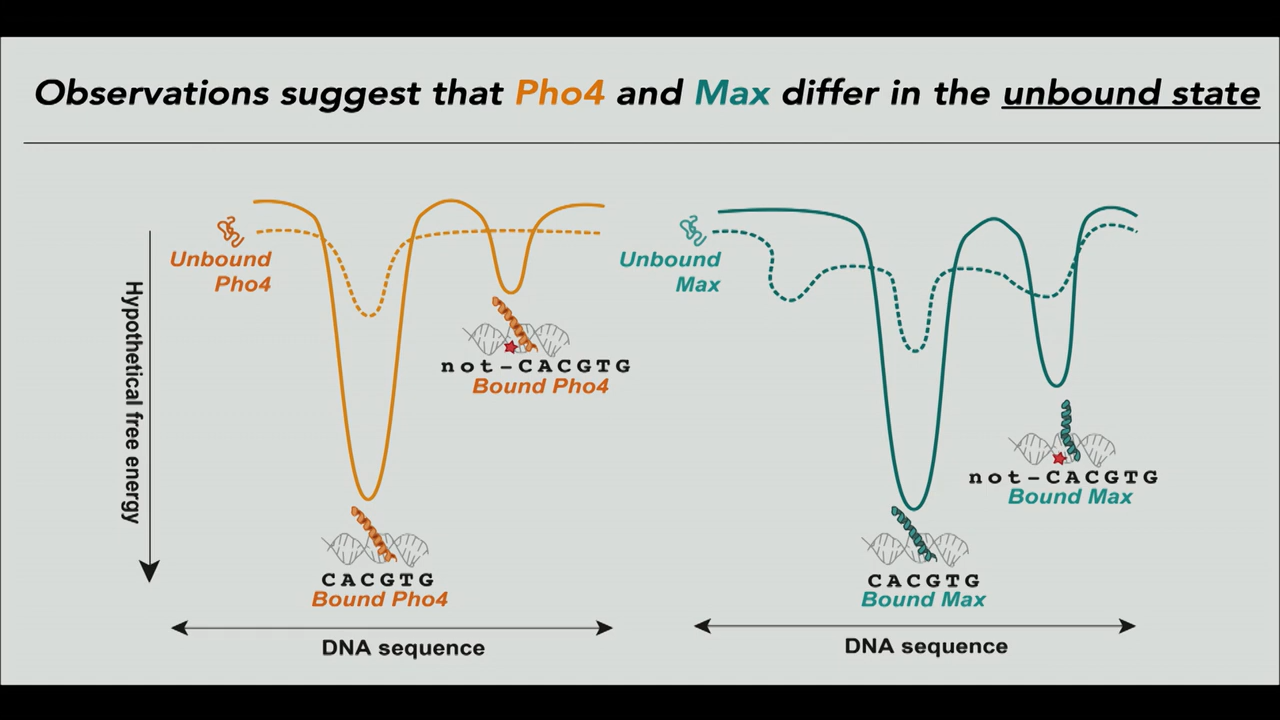 Observations suggest that Pho4 and Max differ in the unbound state
Hypothetical free energy
Unbound
Pho4
not-CACGTG
Bound Pho4
CACGTG
Bound Pho4
DNA sequence
Unbound
Max
not-CACGTG
Bound Max
CACGTG
Bound Max
DNA sequence